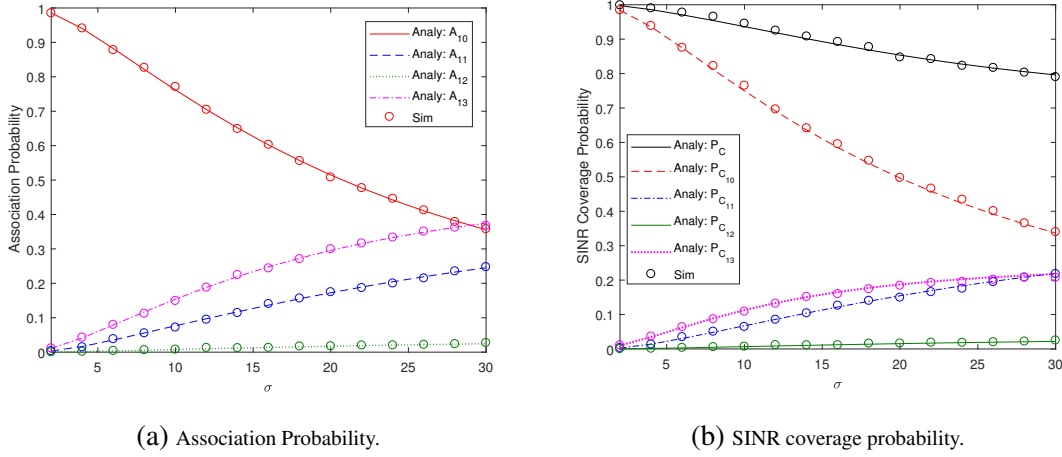 1
0.9
0.8
0.7
0.6
0.5
0.4
0.3
0.2
0.1
0
Association Probability
5 10 15 20 25 30
σ
Analy: A10
Analy: A11
Analy: A12
Analy: A13
Sim
(a) Association Probability.
1
0.9
0.8
0.7
0.6
0.5
0.4
0.3
0.2
0.1
0
SINR Coverage Probability
5 10 15 20 25 30
σ
Analy: PC
Analy: PC10
Analy: PC11
Analy: PC12
Analy: PC13
Sim
(b) SINR coverage probability.